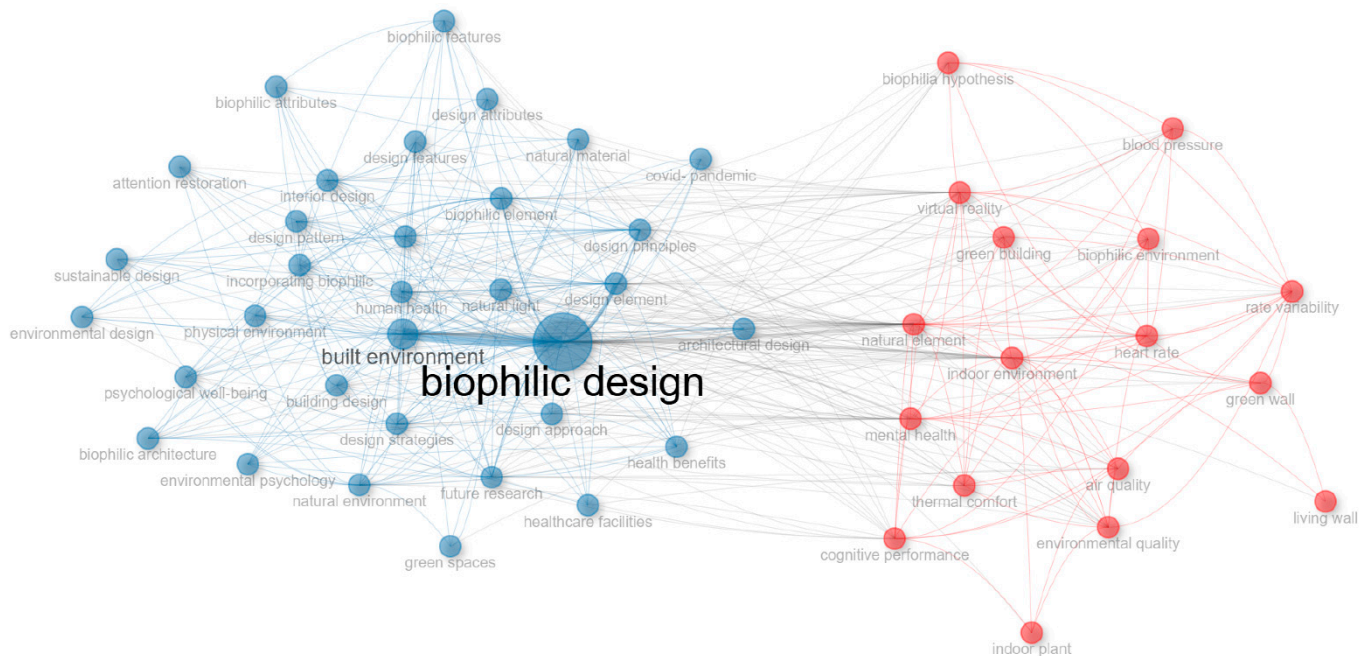 biophilic features
biophilia hypothesis
biophilic attributes
design attributes
blood pressure
design features
natural material
covid- pandemic
attention restoration
interior design
virtual reality
biophilic element
design pattern
design principles
green building
biophilic environment
sustainable design
incorporating biophilic
human health
natural light
design element
rate variability
environmental design
physical environment
architectural design
natural element
heart rate
built environment
indoor environment
biophilic design
psychological well-being
building design
green wall
design strategies
design approach
mental health
biophilic architecture
health benefits
environmental psychology
air quality
natural environment
future research
thermal comfort
healthcare facilities
living wall
green spaces
cognitive performance
environmental quality
indoor plant